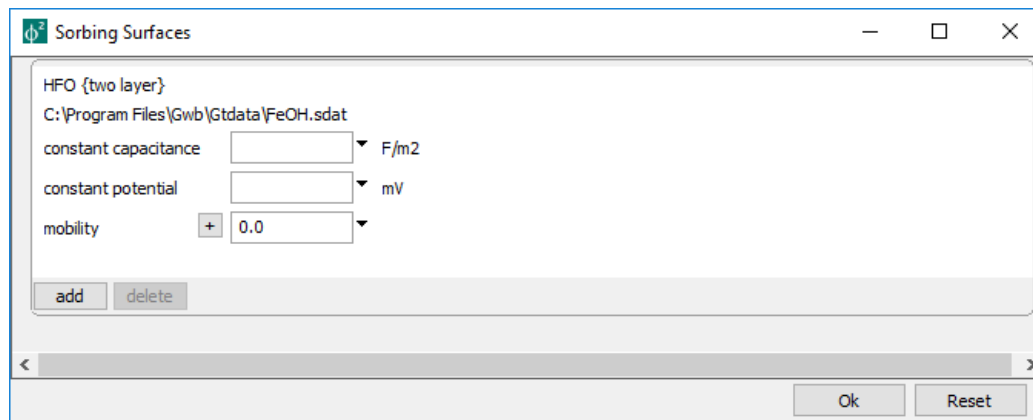 ϕ² Sorbing Surfaces
HFO {two layer}
C:\Program Files\Gwb\Gtdata\FeOH.sdat
constant capacitance F/m2
constant potential mV
mobility + 0.0
add delete
Ok Reset